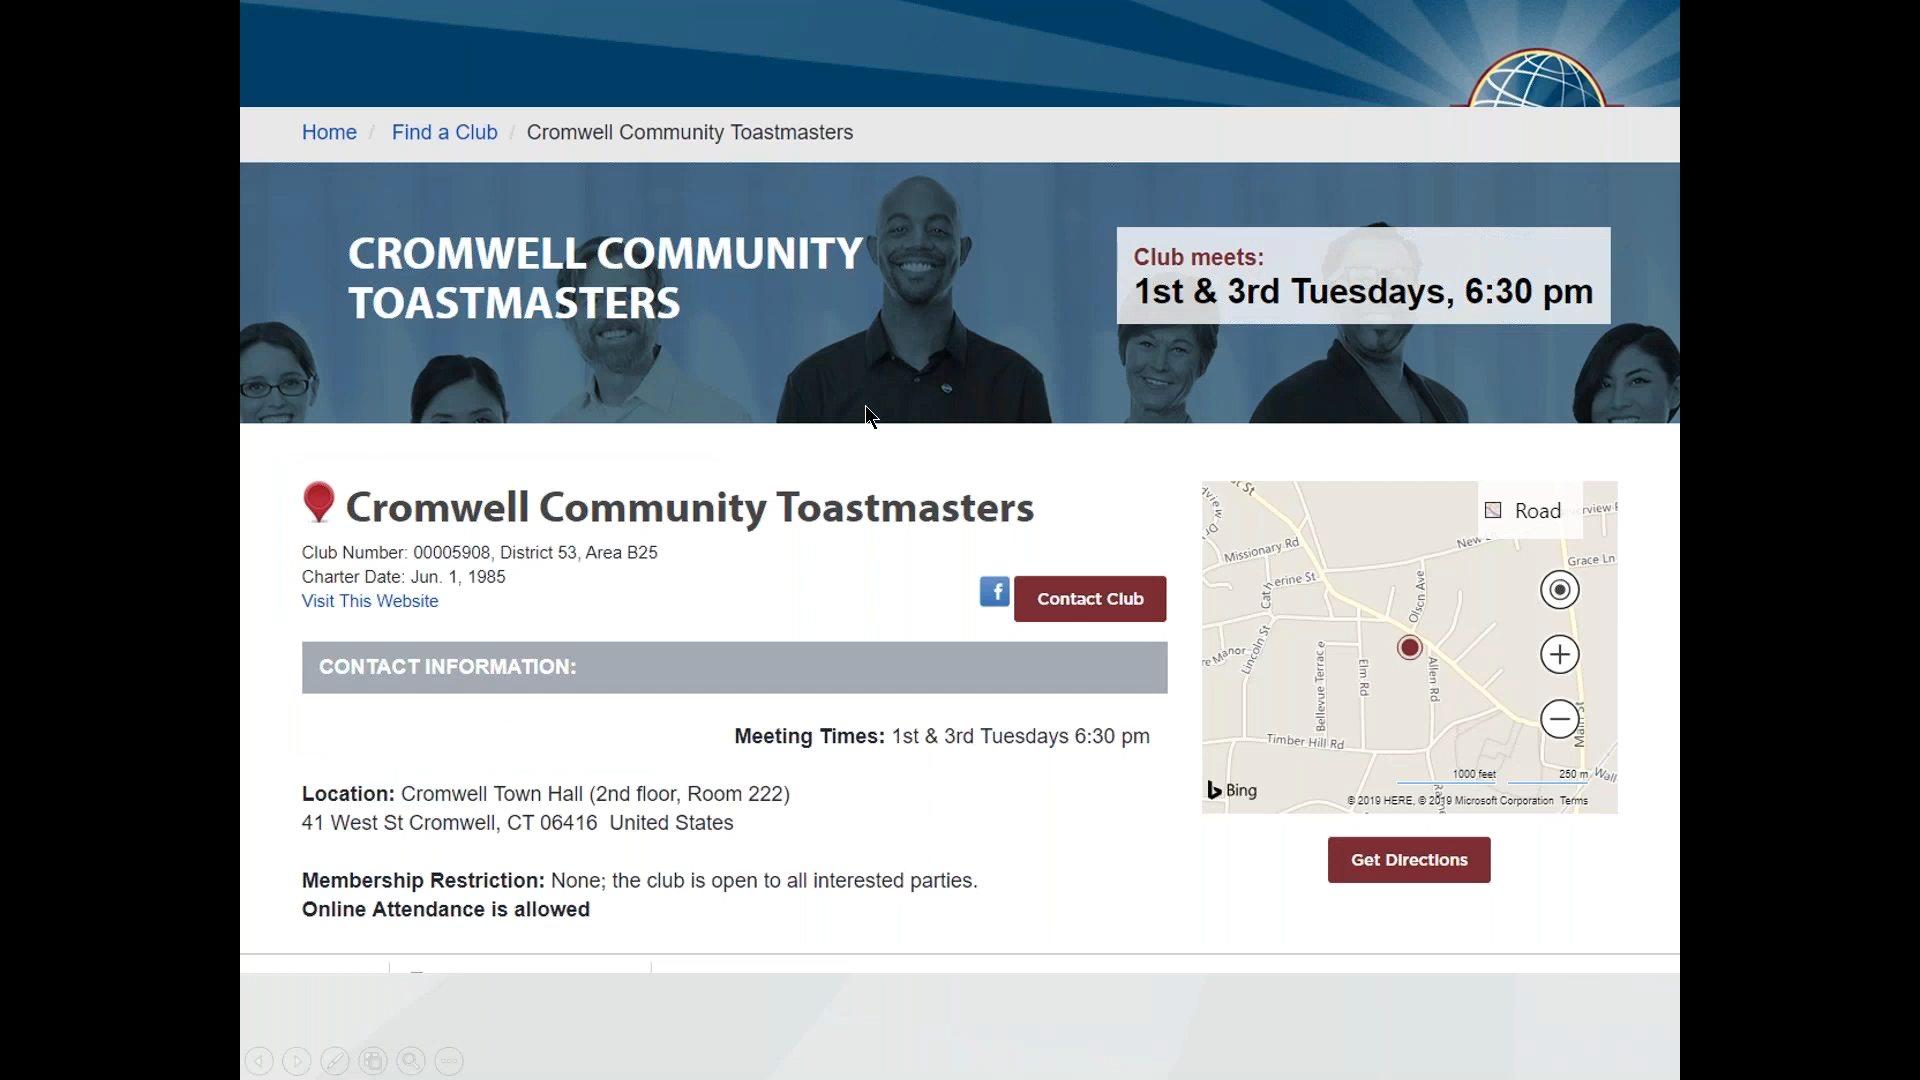 Home / Find a Club / Cromwell Community Toastmasters
CROMWELL COMMUNITY
TOASTMASTERS
Club meets:
1st & 3rd Tuesdays, 6:30 pm
Cromwell Community Toastmasters
Club Number: 00005908, District 53, Area B25
Charter Date: Jun. 1, 1985
Visit This Website
f
Contact Club
CONTACT INFORMATION:
Meeting Times: 1st & 3rd Tuesdays 6:30 pm
Location: Cromwell Town Hall (2nd floor, Room 222)
41 West St Cromwell, CT 06416 United States
Membership Restriction: None; the club is open to all interested parties.
Online Attendance is allowed
Road
Missionary Rd
Grace Ln
Olson Ave
Lincoln St
Bellevue Terrace
Elm Rd
Allen Rd
Timber Hill Rd
Main St
1000 feet
250 m
Bing
© 2019 HERE, © 2019 Microsoft Corporation Terms
Get Directions